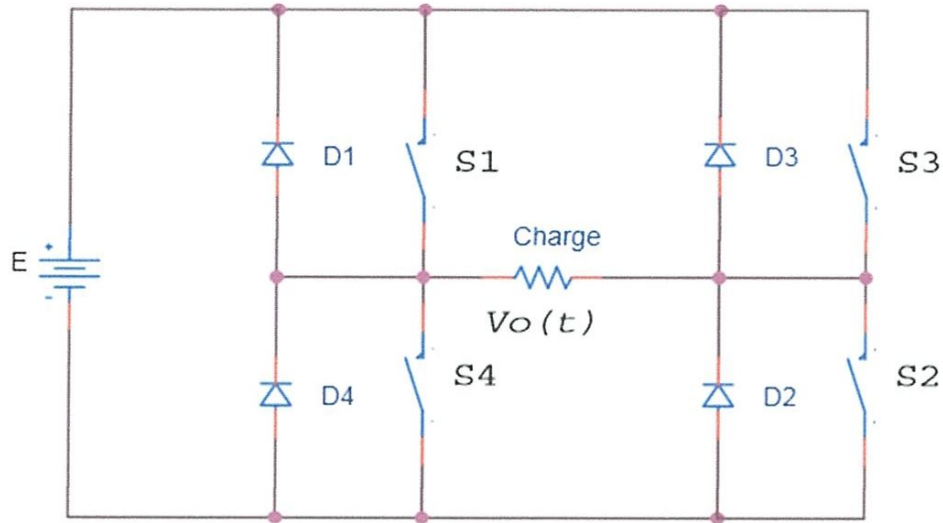 D1
S1
D3
S3
Charge
E
+
-
Vo(t)
D4
S4
D2
S2